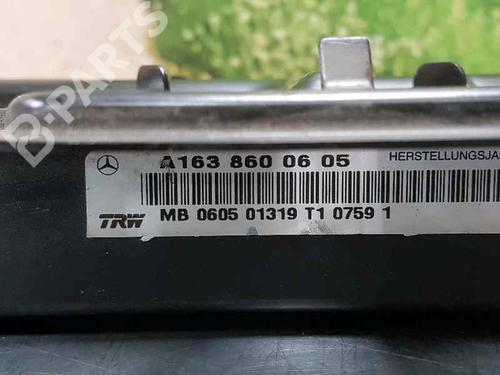 B-PARTS
A163 860 06 05
HERSTELLUNGSJA
TRW
MB 0605 01319 T1 0759 1